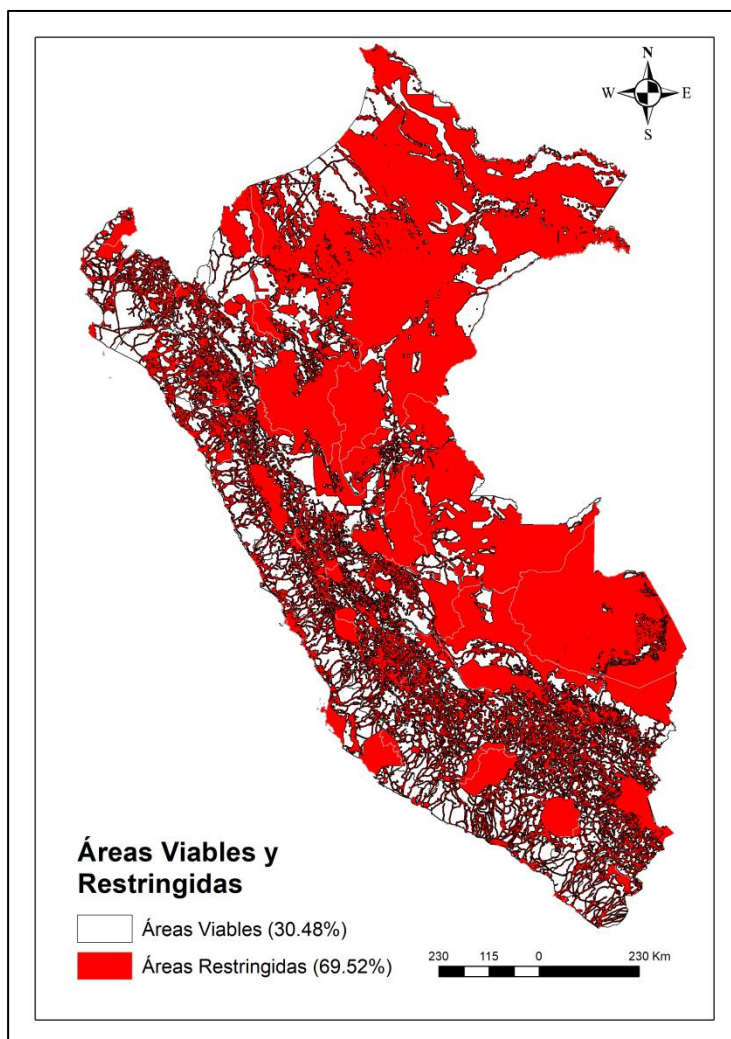 N
W E
S
Áreas Viables y
Restringidas
Áreas Viables (30.48%)
Áreas Restringidas (69.52%)
230 115 0 230 Km